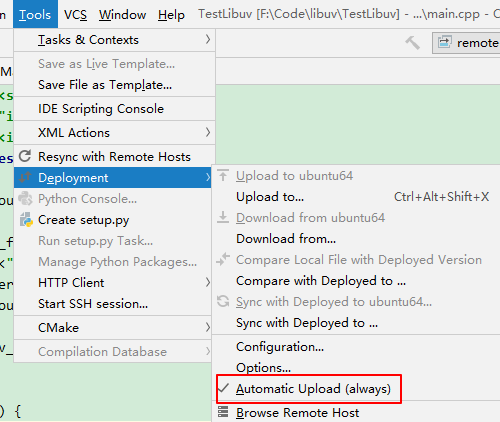 n Tools VCS Window Help TestLibuv [F:\Code\libuv\TestLibuv] - ...\main.cpp - C
Tasks & Contexts
remote
Save as Live Template...
Ma
Save File as Template...
<s
IDE Scripting Console
"i
<i
XML Actions
es
Resync with Remote Hosts
Deployment
Upload to ubuntu64
Python Console...
Upload to... Ctrl+Alt+Shift+X
ou
Create setup.py
Download from ubuntu64
_f
Run setup.py Task...
Download from...
<"
Manage Python Packages...
Compare Local File with Deployed Version
er
HTTP Client
Compare with Deployed to ...
ou
Start SSH session...
Sync with Deployed to ubuntu64...
CMake
Sync with Deployed to ...
v_
Compilation Database
Configuration...
Options...
Automatic Upload (always)
) {
Browse Remote Host